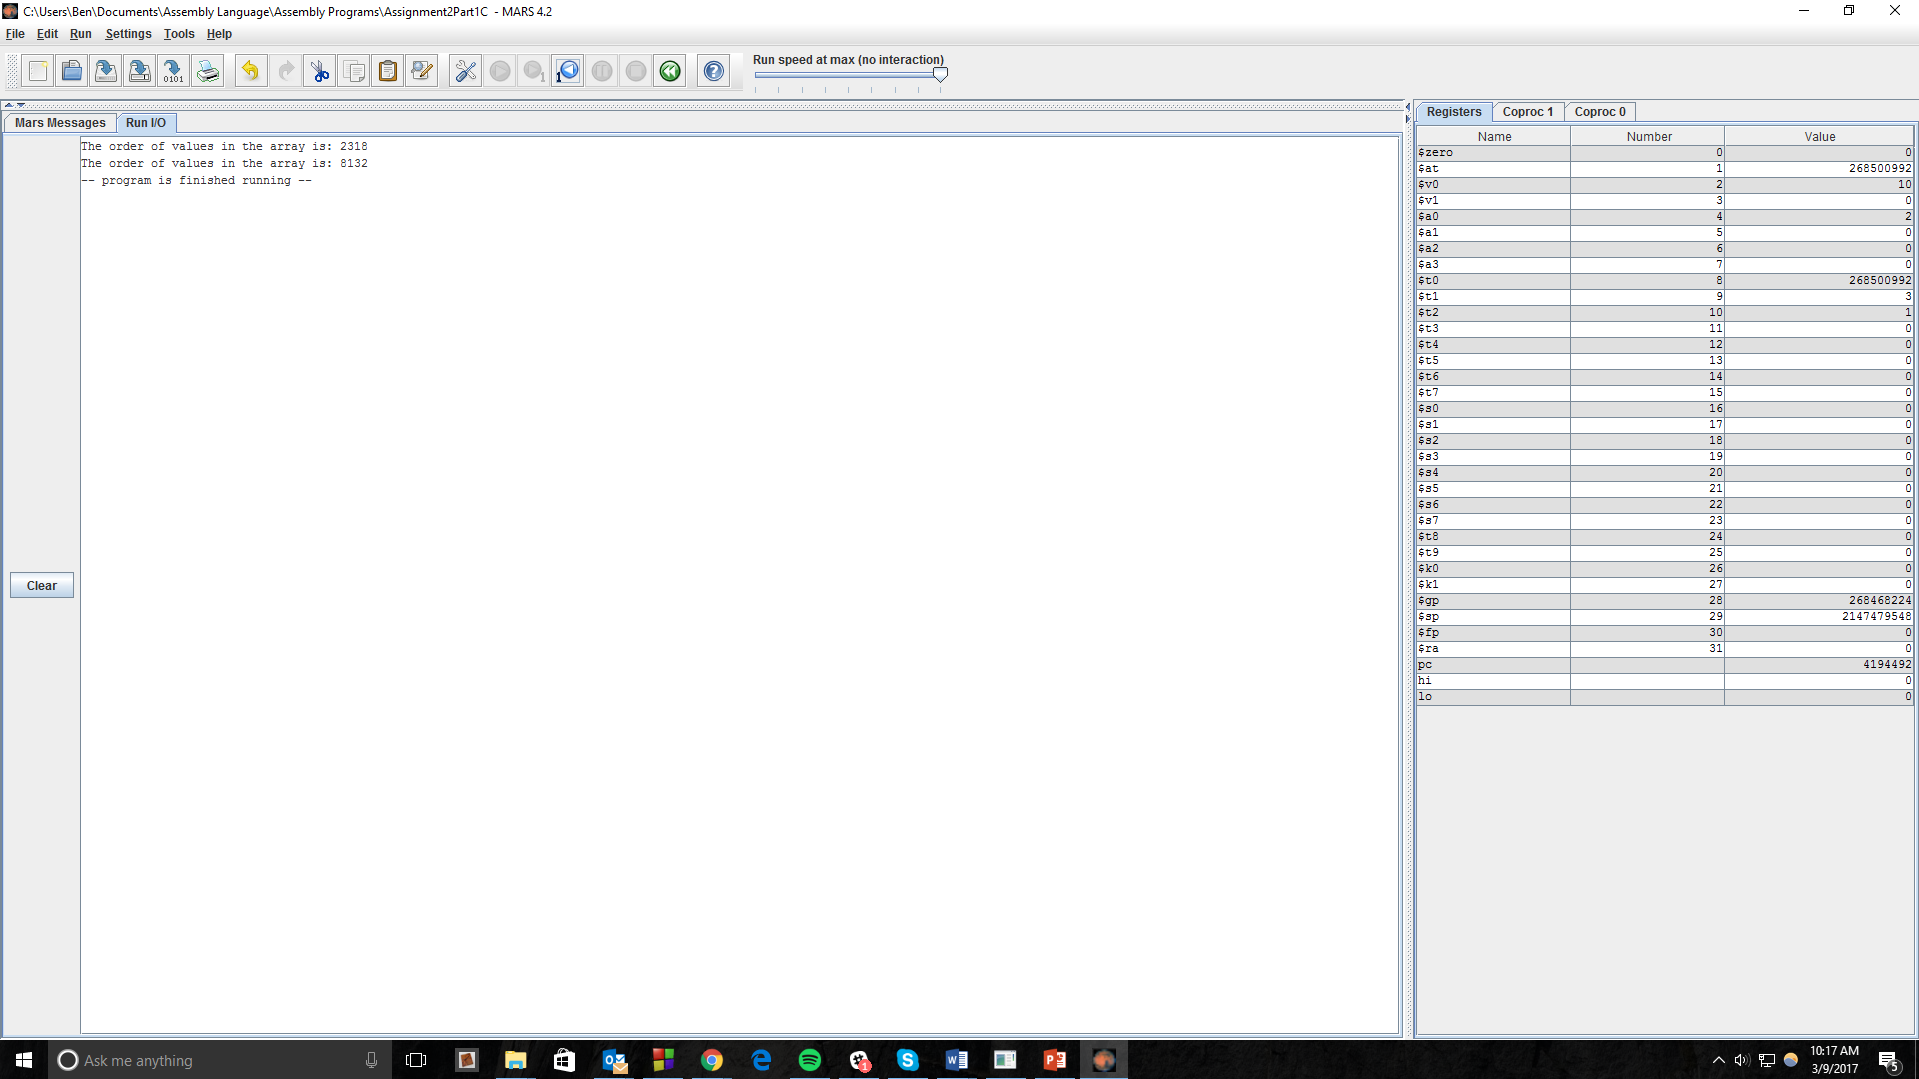 C:\Users\Ben\Documents\Assembly Language\Assembly Programs\Assignment2Part1C - MARS 4.2
File Edit Run Settings Tools Help
Run speed at max (no interaction)
0101
1
1
Mars Messages Run I/O
The order of values in the array is: 2318
The order of values in the array is: 8132
-- program is finished running --
Clear
Registers Coproc 1 Coproc 0
Name Number Value
$zero 0 0
$at 1 268500992
$v0 2 10
$v1 3 0
$a0 4 2
$a1 5 0
$a2 6 0
$a3 7 0
$t0 8 268500992
$t1 9 3
$t2 10 1
$t3 11 0
$t4 12 0
$t5 13 0
$t6 14 0
$t7 15 0
$s0 16 0
$s1 17 0
$s2 18 0
$s3 19 0
$s4 20 0
$s5 21 0
$s6 22 0
$s7 23 0
$t8 24 0
$t9 25 0
$k0 26 0
$k1 27 0
$gp 28 268468224
$sp 29 2147479548
$fp 30 0
$ra 31 0
pc 4194492
hi 0
lo 0
Ask me anything
1
10:17 AM
3/9/2017
5